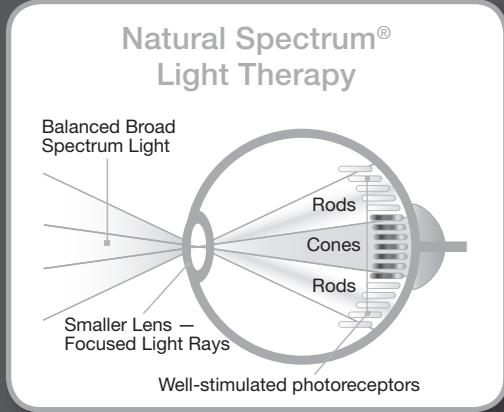 Natural Spectrum®
Light Therapy
Balanced Broad
Spectrum Light
Rods
Cones
Rods
Smaller Lens —
Focused Light Rays
Well-stimulated photoreceptors